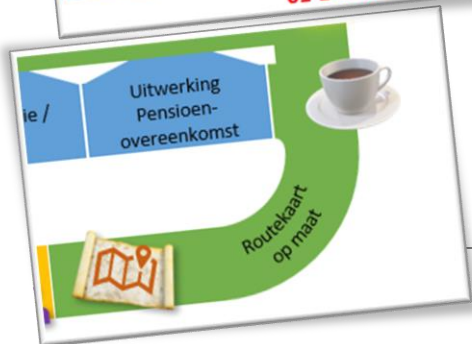 ie /
Uitwerking
Pensioen-
overeenkomst
Routekaart
op maat